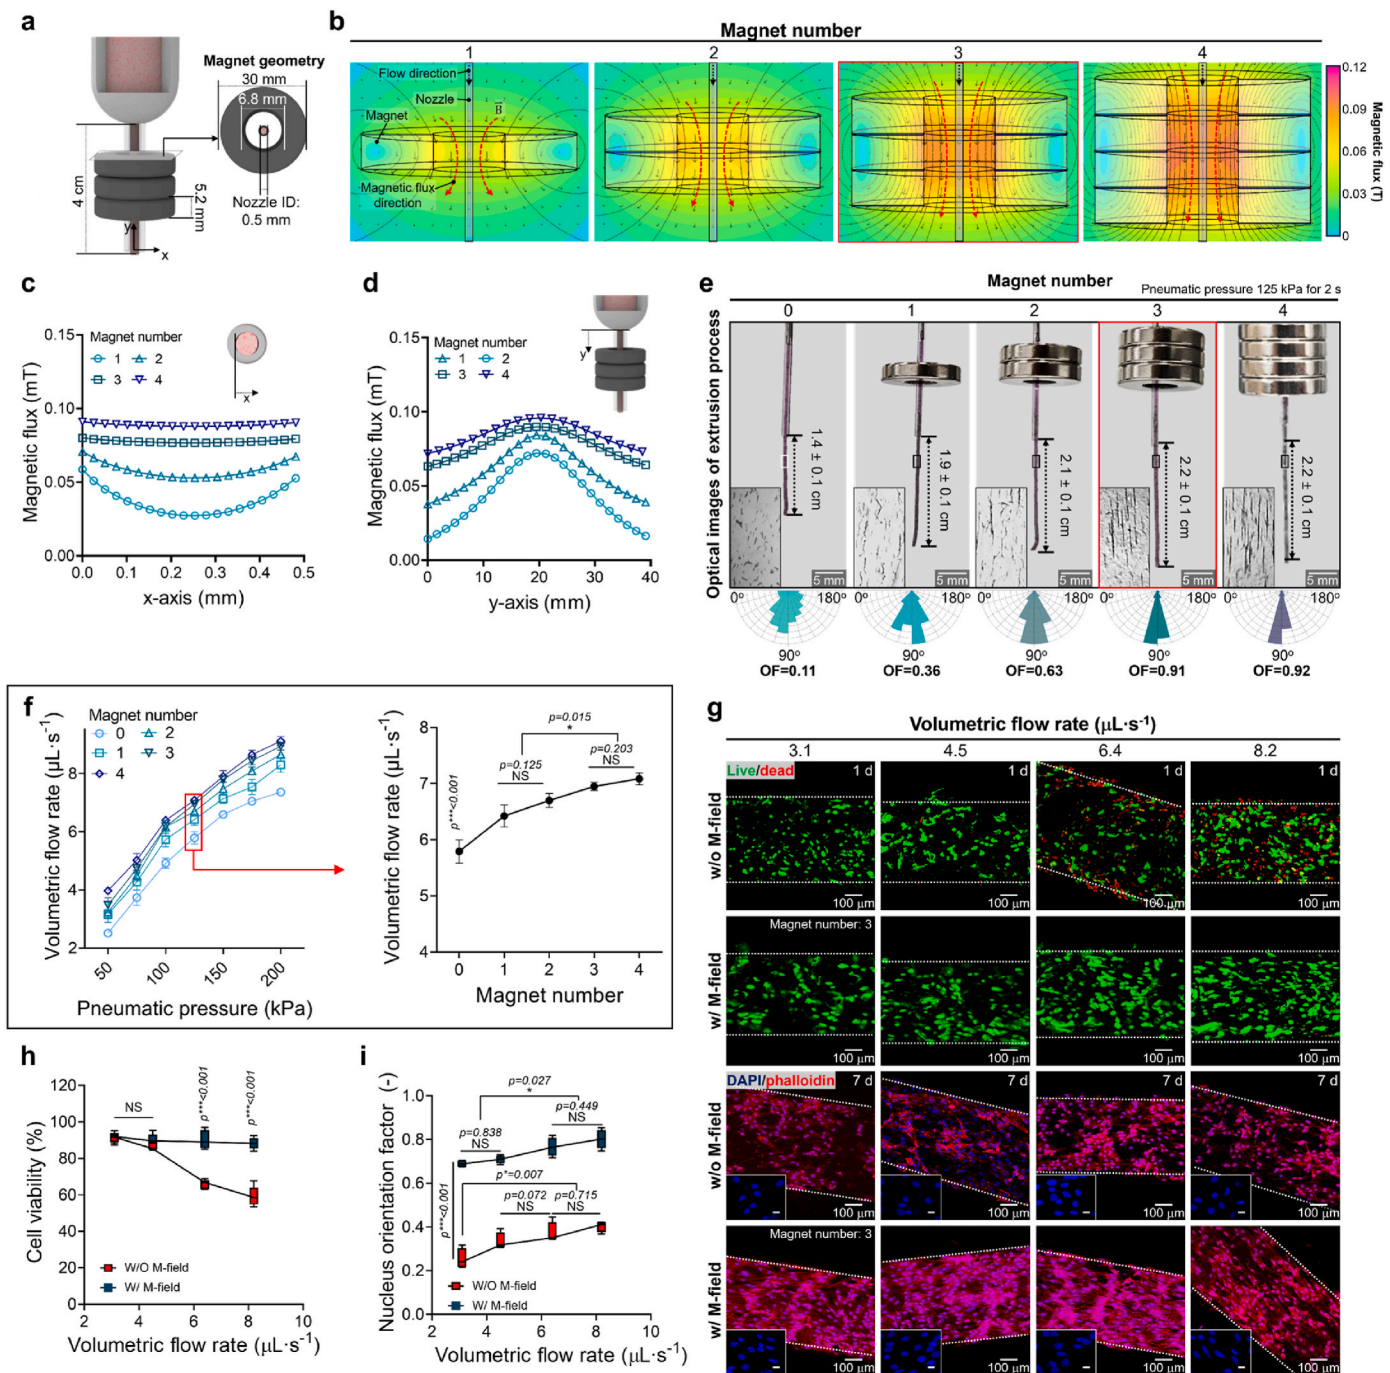 a
Magnet geometry
30 mm
6.8 mm
4 cm
5.2 mm
Nozzle ID:
0.5 mm
y
x
b
Magnet number
1
2
3
4
Flow direction
Nozzle
B
Magnet
Magnetic flux
direction
0.12
0.09
0.06
0.03
0
Magnetic flux (T)
c
Magnet number
1 2
3 4
x
0.15
0.10
0.05
0.00
Magnetic flux (mT)
0.0 0.1 0.2 0.3 0.4 0.5
x-axis (mm)
d
Magnet number
1 2
3 4
y
0.15
0.10
0.05
0.00
Magnetic flux (mT)
0 10 20 30 40
y-axis (mm)
e
Magnet number
Pneumatic pressure 125 kPa for 2 s
0 1 2 3 4
Optical images of extrusion process
1.4 ± 0.1 cm
1.9 ± 0.1 cm
2.1 ± 0.1 cm
2.2 ± 0.1 cm
2.2 ± 0.1 cm
5 mm 5 mm 5 mm 5 mm 5 mm
0° 180° 0° 180° 0° 180° 0° 180° 0° 180°
90° 90° 90° 90° 90°
OF=0.11 OF=0.36 OF=0.63 OF=0.91 OF=0.92
f
Magnet number
0 2
1 3
4
8
6
4
2
Volumetric flow rate (μL·s⁻¹)
50 100 150 200
Pneumatic pressure (kPa)
8
7
6
5
4
Volumetric flow rate (μL·s⁻¹)
p=0.015
*
p=0.203
NS
p=0.125
NS
p***<0.001
0 1 2 3 4
Magnet number
g
Volumetric flow rate (μL·s⁻¹)
3.1 4.5 6.4 8.2
Live/dead
1 d 1 d 1 d 1 d
w/o M-field
100 μm 100 μm 100 μm 100 μm
Magnet number: 3
w/ M-field
100 μm 100 μm 100 μm 100 μm
DAPI/phalloidin
7 d 7 d 7 d 7 d
w/o M-field
100 μm 100 μm 100 μm 100 μm
Magnet number: 3
w/ M-field
100 μm 100 μm 100 μm 100 μm
h
120
100
80
60
40
20
0
Cell viability (%)
NS
p***<0.001
p***<0.001
W/O M-field
W/ M-field
0 2 4 6 8 10
Volumetric flow rate (μL·s⁻¹)
i
1.0
0.8
0.6
0.4
0.2
0.0
Nucleus orientation factor (-)
p=0.027
*
p=0.449
NS
p=0.838
NS
p*=0.007
p=0.072
NS
p=0.715
NS
p***<0.001
W/O M-field
W/ M-field
2 4 6 8 10
Volumetric flow rate (μL·s⁻¹)